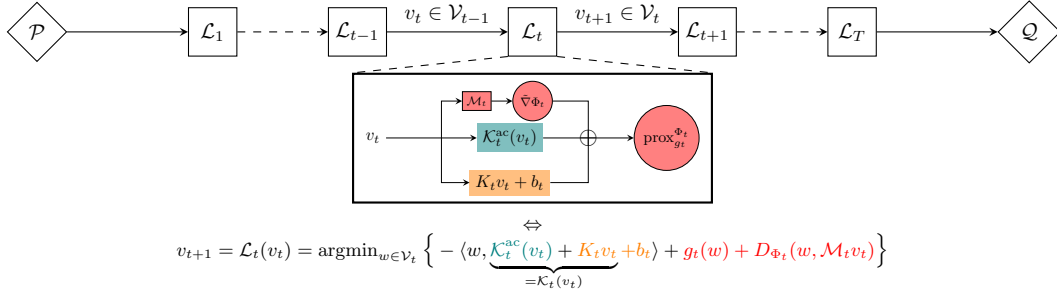 v_t ∈ 𝒱_{t−1} v_{t+1} ∈ 𝒱_t
𝒫 ℒ_1 ℒ_{t−1} ℒ_t ℒ_{t+1} ℒ_T 𝒬
ℳ_t ∇̃Φ_t
v_t 𝒦_t^{ac}(v_t) ⊕ prox_{g_t}^{Φ_t}
K_t v_t + b_t
⇔
v_{t+1} = ℒ_t(v_t) = argmin_{w∈𝒱_t} { − ⟨w, 𝒦_t^{ac}(v_t) + K_t v_t + b_t⟩ + g_t(w) + D_{Φ_t}(w, ℳ_t v_t) }
=𝒦_t(v_t)